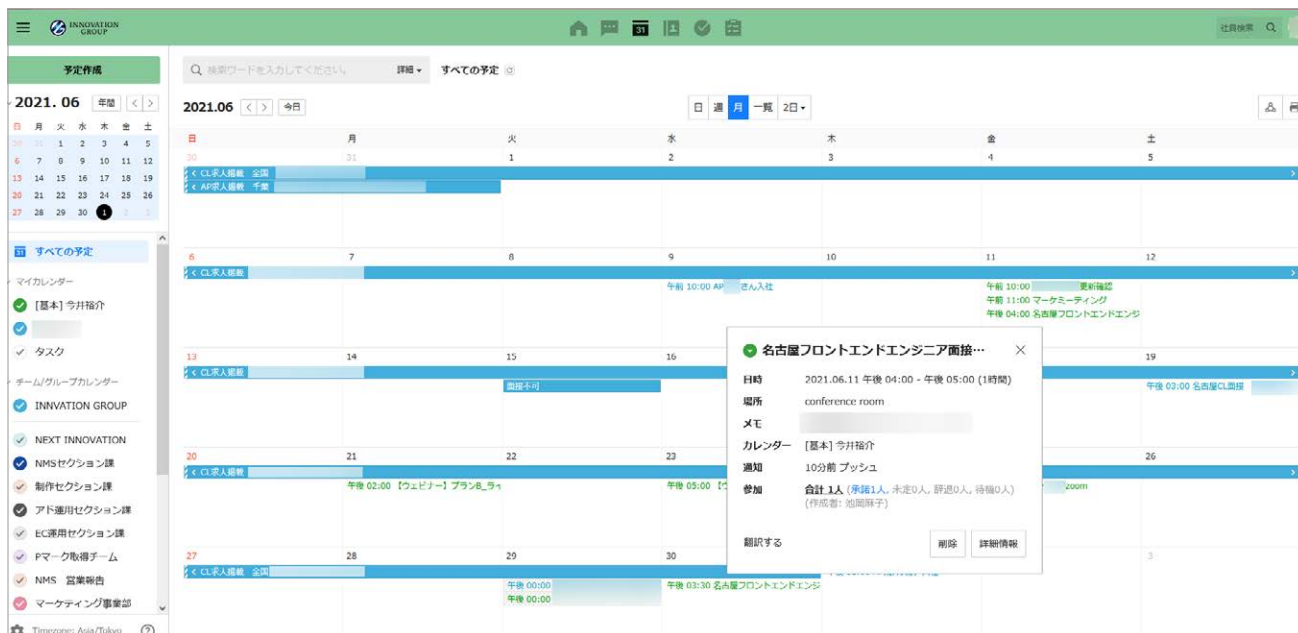 INNOVATION
GROUP
31
社員検索
予定作成
検索ワードを入力してください。 詳細 すべての予定
2021. 06 年間 < >
2021.06 < > 今日 日 週 月 一覧 2日
日 月 火 水 木 金 土
30 31 1 2 3 4 5
6 7 8 9 10 11 12
13 14 15 16 17 18 19
20 21 22 23 24 25 26
27 28 29 30 1 2 3
31 すべての予定
マイカレンダー
[基本] 今井裕介
タスク
チーム/グループカレンダー
INNVATION GROUP
NEXT INNOVATION
NMSセクション課
制作セクション課
アド運用セクション課
EC運用セクション課
Pマーク取得チーム
NMS 営業報告
マーケティング事業部
Timezone: Asia/Tokyo
日 月 火 水 木 金 土
30 31 1 2 3 4 5
< CL求人掲載 全国
< AP求人掲載 千葉
6 7 8 9 10 11 12
< CL求人掲載
午前 10:00 AP さん入社
午前 10:00 更新確認
午前 11:00 マーケミーティング
午後 04:00 名古屋フロントエンドエンジ
13 14 15 16 19
< CL求人掲載
面接不可
午後 03:00 名古屋CL面接
20 21 22 23 26
< CL求人掲載
午後 02:00 【ウェビナー】プランB_ライ
午後 05:00 【ウ
zoom
27 28 29 30 3
< CL求人掲載 全国
午後 00:00
午後 00:00
午後 03:30 名古屋フロントエンドエンジ
名古屋フロントエンドエンジニア面接…
日時 2021.06.11 午後 04:00 - 午後 05:00 (1時間)
場所 conference room
メモ
カレンダー [基本] 今井裕介
通知 10分前 プッシュ
参加 合計 1人 (承諾1人, 未定0人, 辞退0人, 待機0人)
(作成者: 池岡麻子)
翻訳する 削除 詳細情報